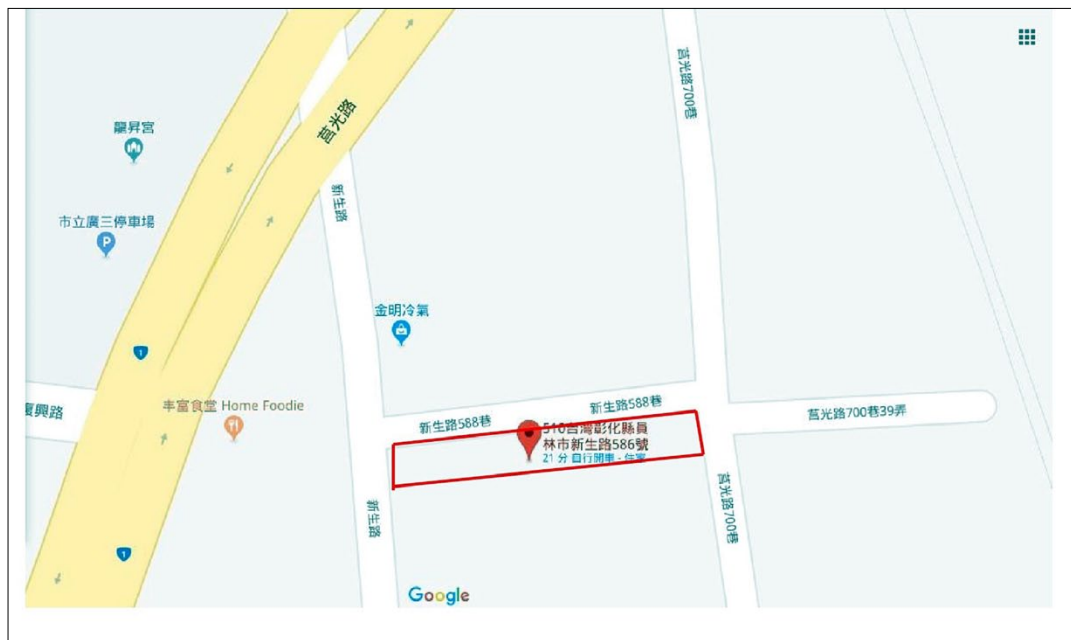 莒光路
莒光路700巷
龍昇宮
新生路
市立廣三停車場
P
金明冷氣
1
丰富食堂 Home Foodie
復興路
新生路588巷
新生路588巷
莒光路700巷39弄
510台灣彰化縣員
林市新生路586號
21 分 自行開車 - 住家
新生路
莒光路700巷
1
Google